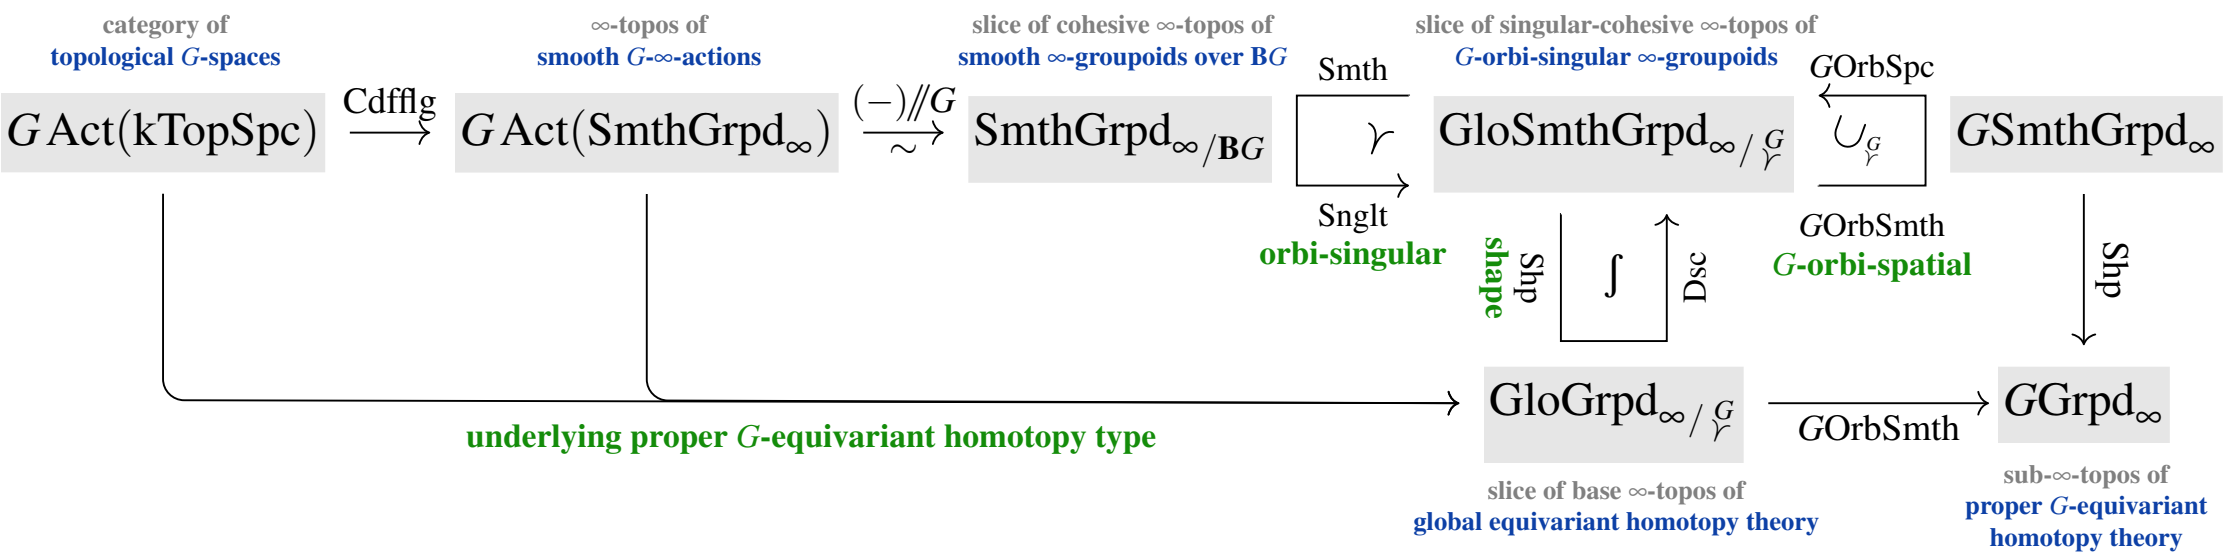 category of
topological G-spaces
∞-topos of
smooth G-∞-actions
slice of cohesive ∞-topos of
smooth ∞-groupoids over BG
slice of singular-cohesive ∞-topos of
G-orbi-singular ∞-groupoids
G Act(kTopSpc)
Cdfflg
G Act(SmthGrpd∞)
(−)//G
∼
SmthGrpd∞/BG
Smth
ʏ
Snglt
orbi-singular
GloSmthGrpd∞/ʏG
GOrbSpc
∪ʏG
GOrbSmth
G-orbi-spatial
GSmthGrpd∞
shape
Shp
ʃ
Dsc
Shp
underlying proper G-equivariant homotopy type
GloGrpd∞/ʏG
GOrbSmth
GGrpd∞
slice of base ∞-topos of
global equivariant homotopy theory
sub-∞-topos of
proper G-equivariant
homotopy theory